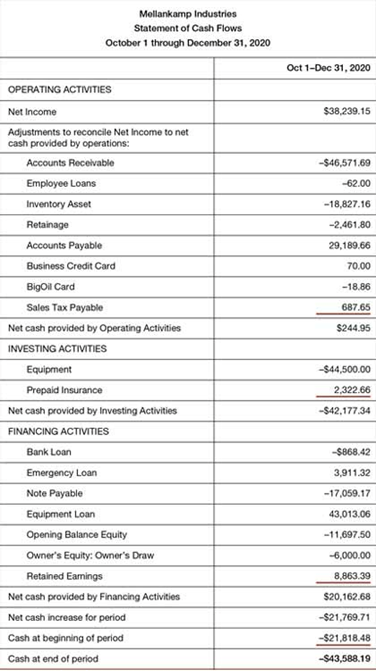 Mellankamp Industries
Statement of Cash Flows
October 1 through December 31, 2020
Oct 1–Dec 31, 2020
OPERATING ACTIVITIES
Net Income $38,239.15
Adjustments to reconcile Net Income to net
cash provided by operations:
Accounts Receivable –$46,571.69
Employee Loans –62.00
Inventory Asset –18,827.16
Retainage –2,461.80
Accounts Payable 29,189.66
Business Credit Card 70.00
BigOil Card –18.86
Sales Tax Payable 687.65
Net cash provided by Operating Activities $244.95
INVESTING ACTIVITIES
Equipment –$44,500.00
Prepaid Insurance 2,322.66
Net cash provided by Investing Activities –$42,177.34
FINANCING ACTIVITIES
Bank Loan –$868.42
Emergency Loan 3,911.32
Note Payable –17,059.17
Equipment Loan 43,013.06
Opening Balance Equity –11,697.50
Owner's Equity: Owner's Draw –6,000.00
Retained Earnings 8,863.39
Net cash provided by Financing Activities $20,162.68
Net cash increase for period –$21,769.71
Cash at beginning of period –$21,818.48
Cash at end of period –$43,588.19